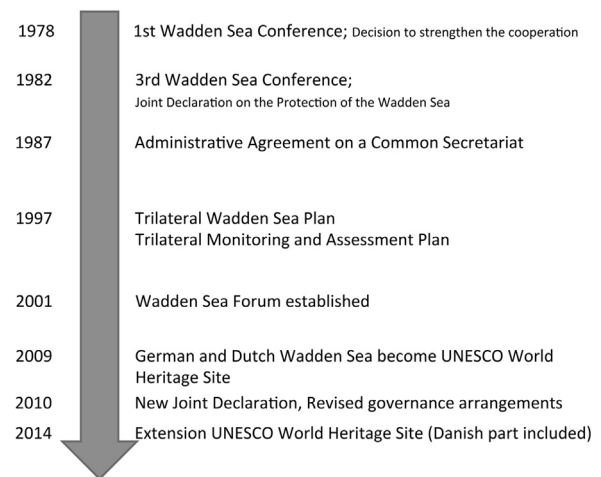 1978 1st Wadden Sea Conference; Decision to strengthen the cooperation
1982 3rd Wadden Sea Conference;
Joint Declaration on the Protection of the Wadden Sea
1987 Administrative Agreement on a Common Secretariat
1997 Trilateral Wadden Sea Plan
Trilateral Monitoring and Assessment Plan
2001 Wadden Sea Forum established
2009 German and Dutch Wadden Sea become UNESCO World
Heritage Site
2010 New Joint Declaration, Revised governance arrangements
2014 Extension UNESCO World Heritage Site (Danish part included)